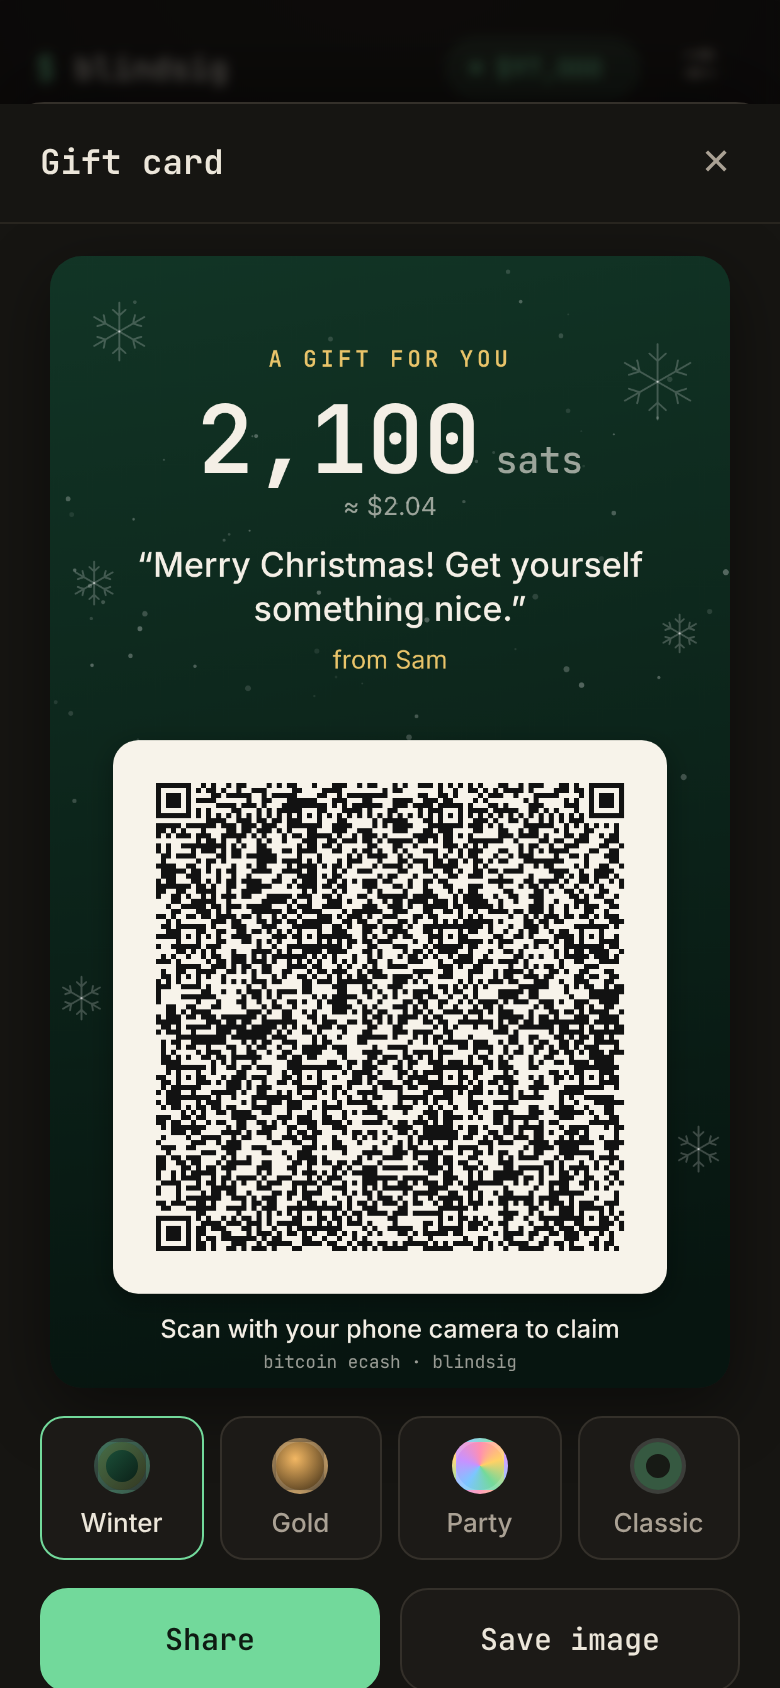 blindsig
Gift card
A GIFT FOR YOU
2,100 sats
≈ $2.04
“Merry Christmas! Get yourself
something nice.”
from Sam
Scan with your phone camera to claim
bitcoin ecash · blindsig
Winter
Gold
Party
Classic
Share
Save image